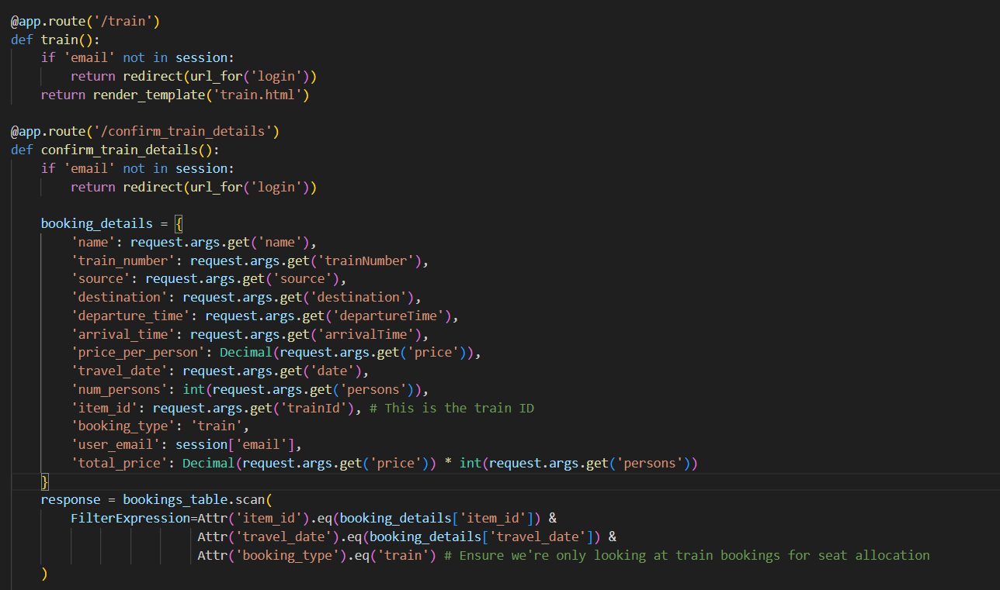 @app.route('/train')
def train():
    if 'email' not in session:
        return redirect(url_for('login'))
    return render_template('train.html')

@app.route('/confirm_train_details')
def confirm_train_details():
    if 'email' not in session:
        return redirect(url_for('login'))

    booking_details = {
        'name': request.args.get('name'),
        'train_number': request.args.get('trainNumber'),
        'source': request.args.get('source'),
        'destination': request.args.get('destination'),
        'departure_time': request.args.get('departureTime'),
        'arrival_time': request.args.get('arrivalTime'),
        'price_per_person': Decimal(request.args.get('price')),
        'travel_date': request.args.get('date'),
        'num_persons': int(request.args.get('persons')),
        'item_id': request.args.get('trainId'), # This is the train ID
        'booking_type': 'train',
        'user_email': session['email'],
        'total_price': Decimal(request.args.get('price')) * int(request.args.get('persons'))
    }
    response = bookings_table.scan(
        FilterExpression=Attr('item_id').eq(booking_details['item_id']) &
                         Attr('travel_date').eq(booking_details['travel_date']) &
                         Attr('booking_type').eq('train') # Ensure we're only looking at train bookings for seat allocation
    )